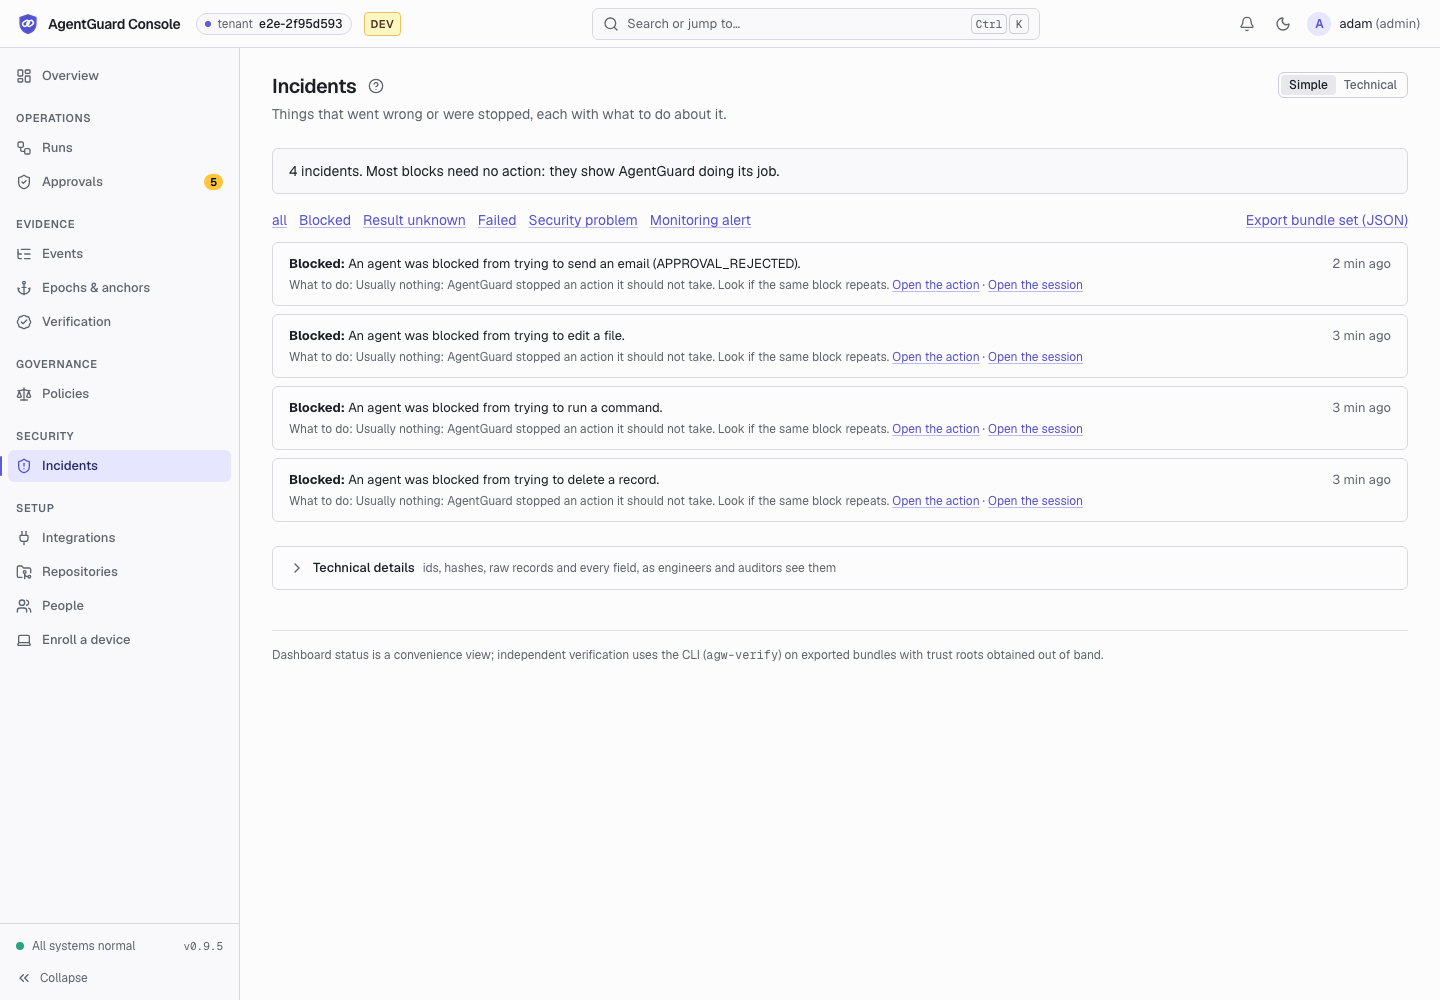 AgentGuard Console
tenant e2e-2f95d593
DEV
Search or jump to…
Ctrl K
A
adam (admin)
Overview
OPERATIONS
Runs
Approvals 5
EVIDENCE
Events
Epochs & anchors
Verification
GOVERNANCE
Policies
SECURITY
Incidents
SETUP
Integrations
Repositories
People
Enroll a device
All systems normal v0.9.5
Collapse
Incidents
Simple Technical
Things that went wrong or were stopped, each with what to do about it.
4 incidents. Most blocks need no action: they show AgentGuard doing its job.
all Blocked Result unknown Failed Security problem Monitoring alert Export bundle set (JSON)
Blocked: An agent was blocked from trying to send an email (APPROVAL_REJECTED). 2 min ago
What to do: Usually nothing: AgentGuard stopped an action it should not take. Look if the same block repeats. Open the action · Open the session
Blocked: An agent was blocked from trying to edit a file. 3 min ago
What to do: Usually nothing: AgentGuard stopped an action it should not take. Look if the same block repeats. Open the action · Open the session
Blocked: An agent was blocked from trying to run a command. 3 min ago
What to do: Usually nothing: AgentGuard stopped an action it should not take. Look if the same block repeats. Open the action · Open the session
Blocked: An agent was blocked from trying to delete a record. 3 min ago
What to do: Usually nothing: AgentGuard stopped an action it should not take. Look if the same block repeats. Open the action · Open the session
Technical details ids, hashes, raw records and every field, as engineers and auditors see them
Dashboard status is a convenience view; independent verification uses the CLI (agw-verify) on exported bundles with trust roots obtained out of band.